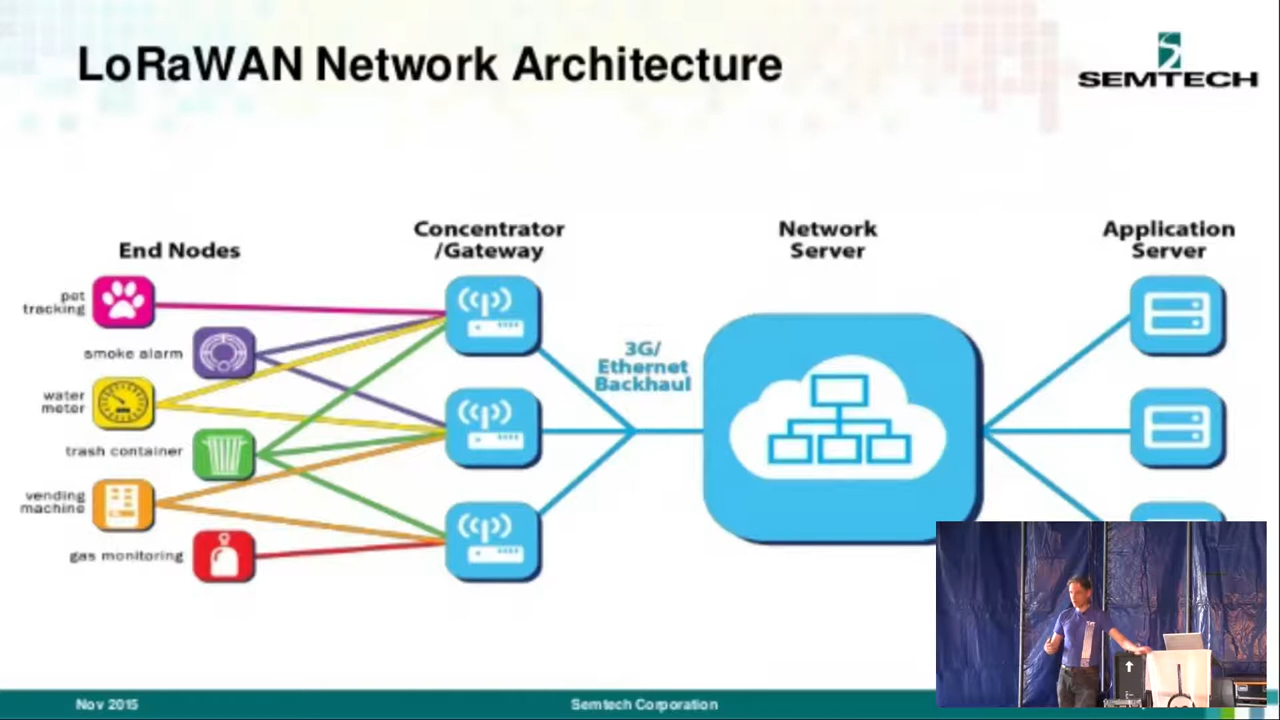 LoRaWAN Network Architecture
SEMTECH
End Nodes
Concentrator
/Gateway
Network
Server
Application
Server
pet
tracking
smoke alarm
water
meter
trash container
vending
machine
gas monitoring
3G/
Ethernet
Backhaul
Nov 2015
Semtech Corporation